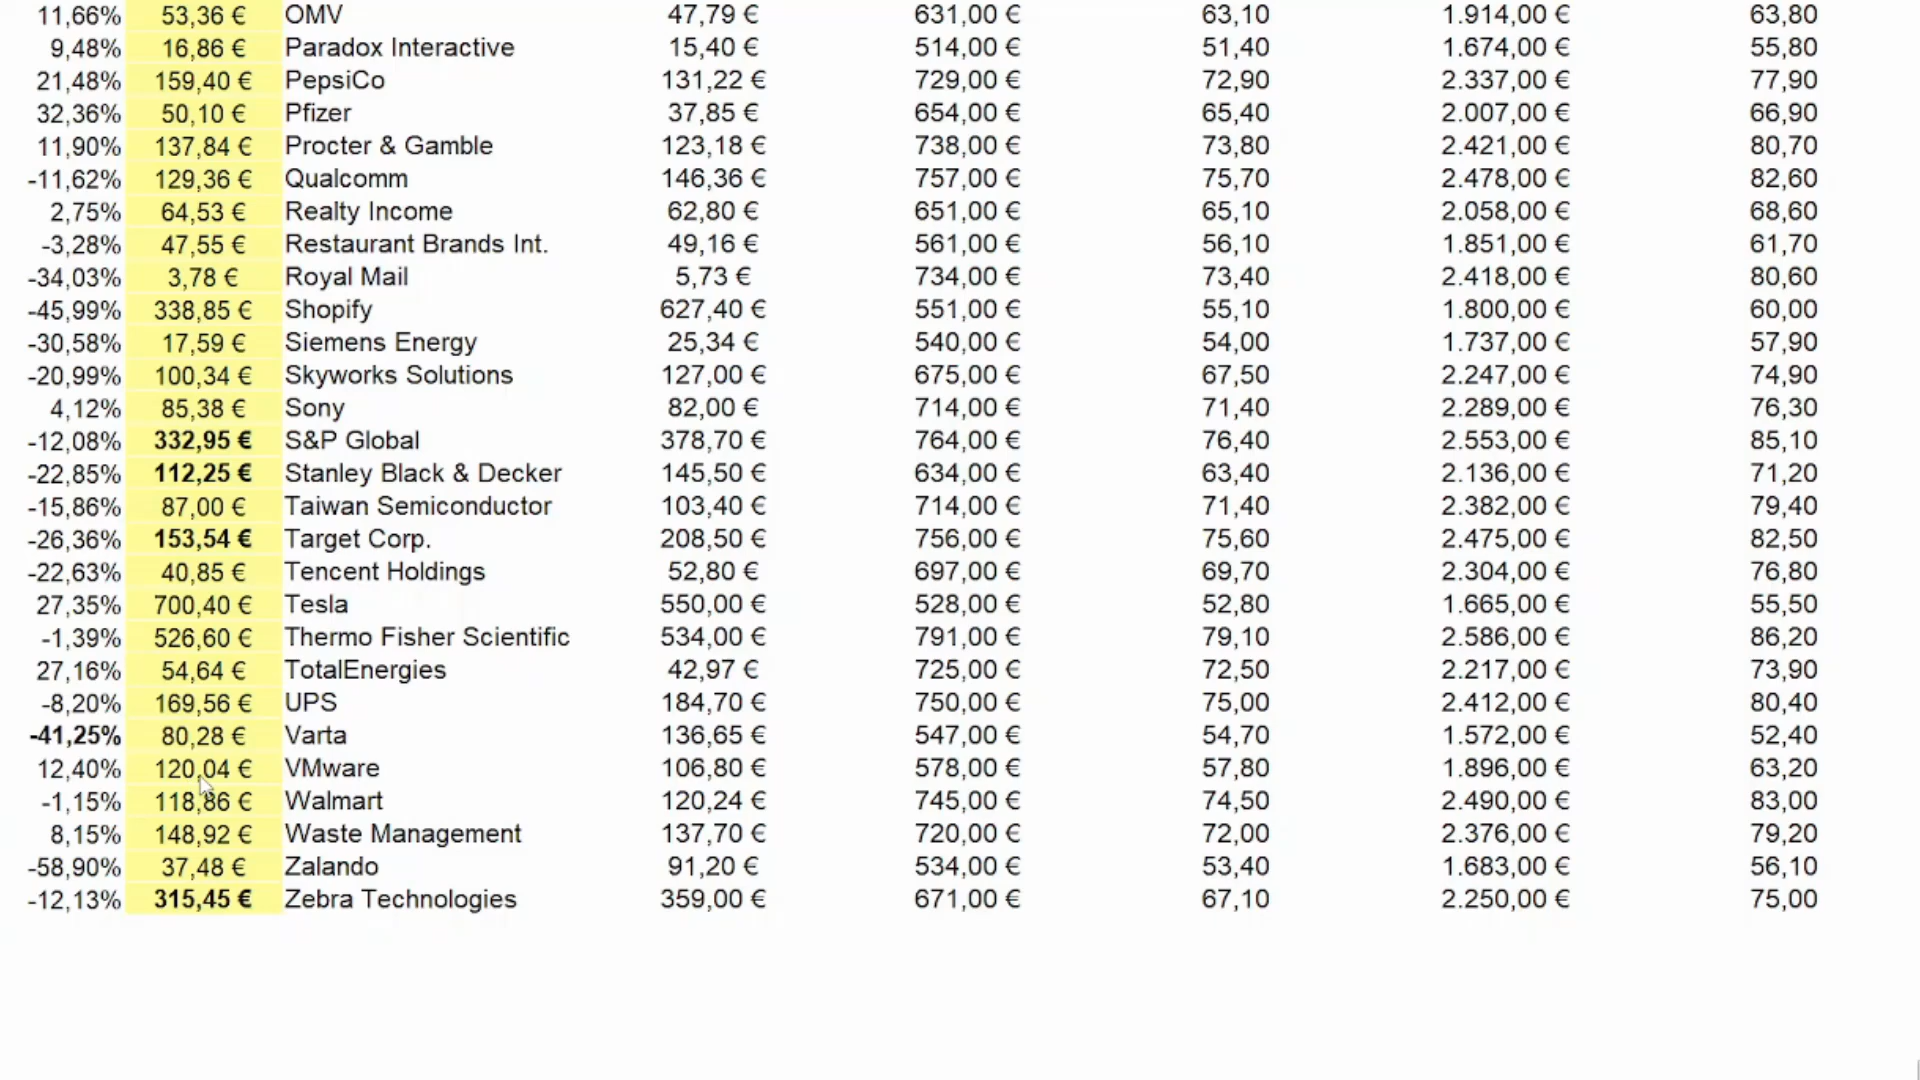 11,66% 53,36 € OMV 47,79 € 631,00 € 63,10 1.914,00 € 63,80
9,48% 16,86 € Paradox Interactive 15,40 € 514,00 € 51,40 1.674,00 € 55,80
21,48% 159,40 € PepsiCo 131,22 € 729,00 € 72,90 2.337,00 € 77,90
32,36% 50,10 € Pfizer 37,85 € 654,00 € 65,40 2.007,00 € 66,90
11,90% 137,84 € Procter & Gamble 123,18 € 738,00 € 73,80 2.421,00 € 80,70
-11,62% 129,36 € Qualcomm 146,36 € 757,00 € 75,70 2.478,00 € 82,60
2,75% 64,53 € Realty Income 62,80 € 651,00 € 65,10 2.058,00 € 68,60
-3,28% 47,55 € Restaurant Brands Int. 49,16 € 561,00 € 56,10 1.851,00 € 61,70
-34,03% 3,78 € Royal Mail 5,73 € 734,00 € 73,40 2.418,00 € 80,60
-45,99% 338,85 € Shopify 627,40 € 551,00 € 55,10 1.800,00 € 60,00
-30,58% 17,59 € Siemens Energy 25,34 € 540,00 € 54,00 1.737,00 € 57,90
-20,99% 100,34 € Skyworks Solutions 127,00 € 675,00 € 67,50 2.247,00 € 74,90
4,12% 85,38 € Sony 82,00 € 714,00 € 71,40 2.289,00 € 76,30
-12,08% 332,95 € S&P Global 378,70 € 764,00 € 76,40 2.553,00 € 85,10
-22,85% 112,25 € Stanley Black & Decker 145,50 € 634,00 € 63,40 2.136,00 € 71,20
-15,86% 87,00 € Taiwan Semiconductor 103,40 € 714,00 € 71,40 2.382,00 € 79,40
-26,36% 153,54 € Target Corp. 208,50 € 756,00 € 75,60 2.475,00 € 82,50
-22,63% 40,85 € Tencent Holdings 52,80 € 697,00 € 69,70 2.304,00 € 76,80
27,35% 700,40 € Tesla 550,00 € 528,00 € 52,80 1.665,00 € 55,50
-1,39% 526,60 € Thermo Fisher Scientific 534,00 € 791,00 € 79,10 2.586,00 € 86,20
27,16% 54,64 € TotalEnergies 42,97 € 725,00 € 72,50 2.217,00 € 73,90
-8,20% 169,56 € UPS 184,70 € 750,00 € 75,00 2.412,00 € 80,40
-41,25% 80,28 € Varta 136,65 € 547,00 € 54,70 1.572,00 € 52,40
12,40% 120,04 € VMware 106,80 € 578,00 € 57,80 1.896,00 € 63,20
-1,15% 118,86 € Walmart 120,24 € 745,00 € 74,50 2.490,00 € 83,00
8,15% 148,92 € Waste Management 137,70 € 720,00 € 72,00 2.376,00 € 79,20
-58,90% 37,48 € Zalando 91,20 € 534,00 € 53,40 1.683,00 € 56,10
-12,13% 315,45 € Zebra Technologies 359,00 € 671,00 € 67,10 2.250,00 € 75,00